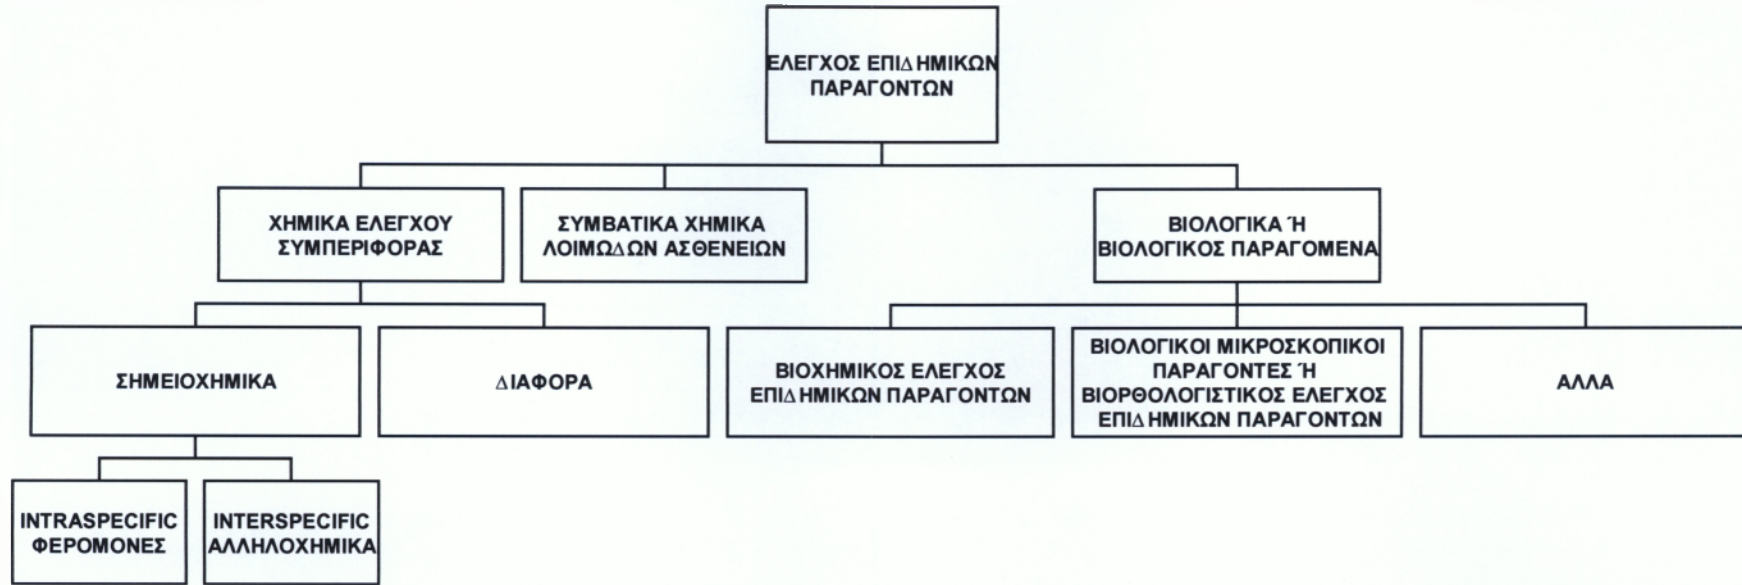 ΕΛΕΓΧΟΣ ΕΠΙΔΗΜΙΚΩΝ
ΠΑΡΑΓΟΝΤΩΝ
ΧΗΜΙΚΑ ΕΛΕΓΧΟΥ
ΣΥΜΠΕΡΙΦΟΡΑΣ
ΣΥΜΒΑΤΙΚΑ ΧΗΜΙΚΑ
ΛΟΙΜΩΔΩΝ ΑΣΘΕΝΕΙΩΝ
ΒΙΟΛΟΓΙΚΑ Ή
ΒΙΟΛΟΓΙΚΟΣ ΠΑΡΑΓΟΜΕΝΑ
ΣΗΜΕΙΟΧΗΜΙΚΑ
ΔΙΑΦΟΡΑ
ΒΙΟΧΗΜΙΚΟΣ ΕΛΕΓΧΟΣ
ΕΠΙΔΗΜΙΚΩΝ ΠΑΡΑΓΟΝΤΩΝ
ΒΙΟΛΟΓΙΚΟΙ ΜΙΚΡΟΣΚΟΠΙΚΟΙ
ΠΑΡΑΓΟΝΤΕΣ Ή
ΒΙΟΡΘΟΛΟΓΙΣΤΙΚΟΣ ΕΛΕΓΧΟΣ
ΕΠΙΔΗΜΙΚΩΝ ΠΑΡΑΓΟΝΤΩΝ
ΑΛΛΑ
INTRASPECIFIC
ΦΕΡΟΜΟΝΕΣ
INTERSPECIFIC
ΑΛΛΗΛΟΧΗΜΙΚΑ